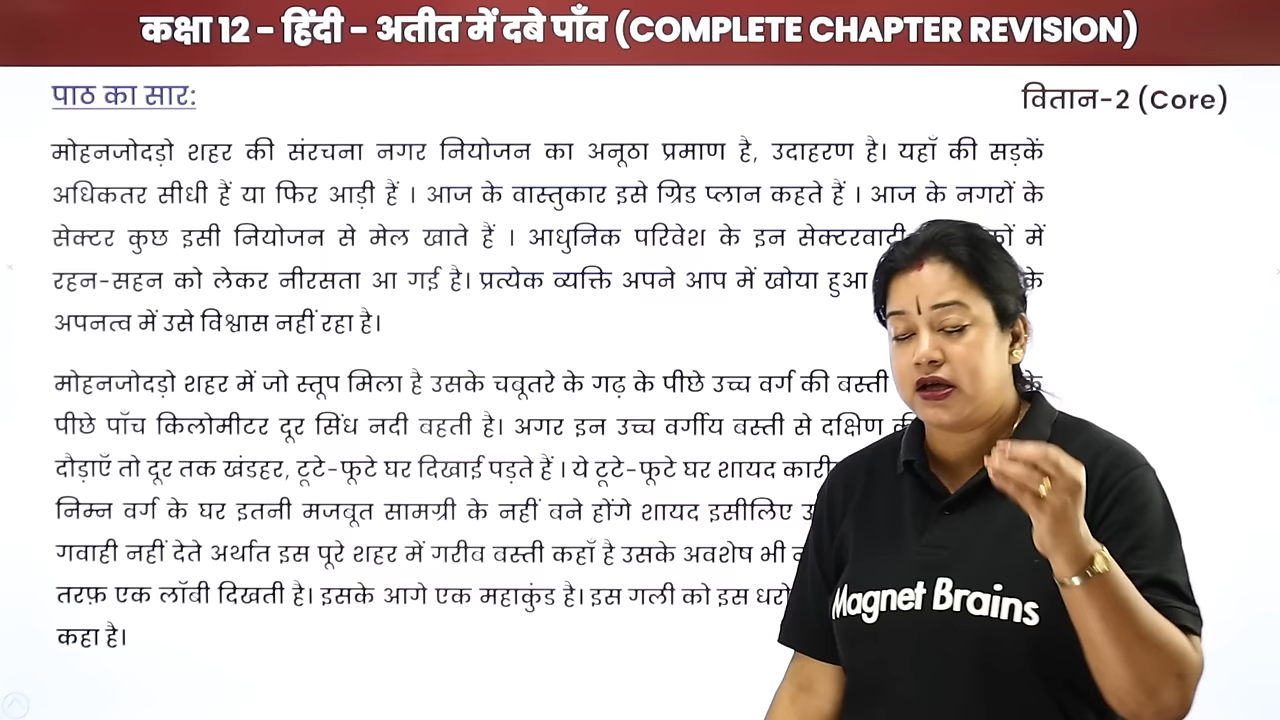 कक्षा 12 - हिंदी - अतीत में दबे पाँव (COMPLETE CHAPTER REVISION)
पाठ का सार:
वितान-2 (Core)
मोहनजोदड़ो शहर की संरचना नगर नियोजन का अनूठा प्रमाण है, उदाहरण है। यहाँ की सड़कें
अधिकतर सीधी हैं या फिर आड़ी हैं । आज के वास्तुकार इसे ग्रिड प्लान कहते हैं । आज के नगरों के
सेक्टर कुछ इसी नियोजन से मेल खाते हैं । आधुनिक परिवेश के इन सेक्टरवादी में
रहन-सहन को लेकर नीरसता आ गई है। प्रत्येक व्यक्ति अपने आप में खोया हुआ के
अपनत्व में उसे विश्वास नहीं रहा है।
मोहनजोदड़ो शहर में जो स्तूप मिला है उसके चबूतरे के गढ़ के पीछे उच्च वर्ग की बस्ती के
पीछे पाँच किलोमीटर दूर सिंध नदी बहती है। अगर इन उच्च वर्गीय बस्ती से दक्षिण
दौड़ाएँ तो दूर तक खंडहर, टूटे-फूटे घर दिखाई पड़ते हैं । ये टूटे-फूटे घर शायद
निम्न वर्ग के घर इतनी मजबूत सामग्री के नहीं बने होंगे शायद इसीलिए
गवाही नहीं देते अर्थात इस पूरे शहर में गरीब बस्ती कहाँ है उसके अवशेष भी
तरफ़ एक लॉबी दिखती है। इसके आगे एक महाकुंड है। इस गली को इस
कहा है।
Magnet Brains